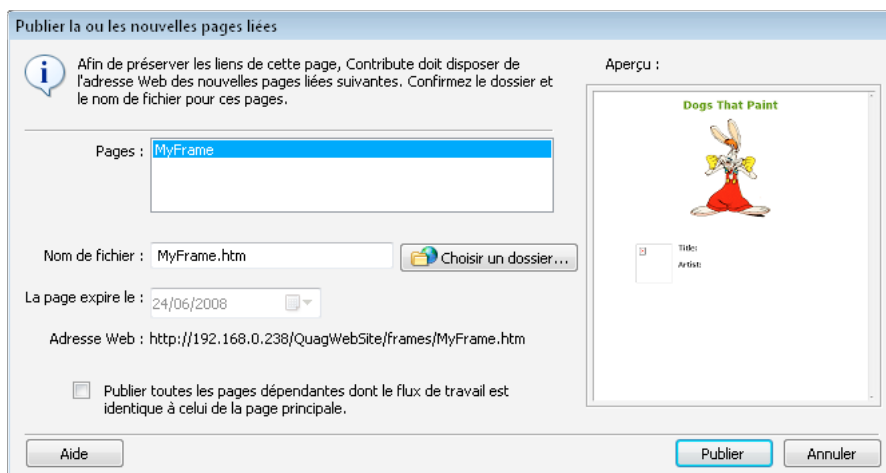 Publier la ou les nouvelles pages liées
Afin de préserver les liens de cette page, Contribute doit disposer de
l'adresse Web des nouvelles pages liées suivantes. Confirmez le dossier et
le nom de fichier pour ces pages.
Aperçu :
Dogs That Paint
Title:
Artist:
Pages :
MyFrame
Nom de fichier :
MyFrame.htm
Choisir un dossier...
La page expire le :
24/06/2008
Adresse Web : http://192.168.0.238/QuagWebSite/frames/MyFrame.htm
Publier toutes les pages dépendantes dont le flux de travail est
identique à celui de la page principale.
Aide
Publier
Annuler